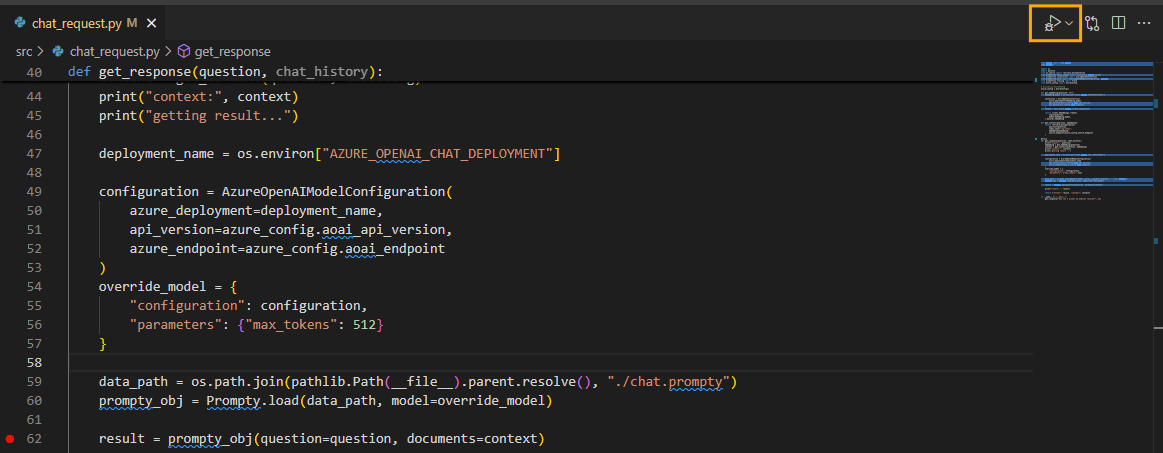 chat_request.py M
src > chat_request.py > get_response
40 def get_response(question, chat_history):
44 print("context:", context)
45 print("getting result...")
46
47 deployment_name = os.environ["AZURE_OPENAI_CHAT_DEPLOYMENT"]
48
49 configuration = AzureOpenAIModelConfiguration(
50 azure_deployment=deployment_name,
51 api_version=azure_config.aoai_api_version,
52 azure_endpoint=azure_config.aoai_endpoint
53 )
54 override_model = {
55 "configuration": configuration,
56 "parameters": {"max_tokens": 512}
57 }
58
59 data_path = os.path.join(pathlib.Path(__file__).parent.resolve(), "./chat.prompty")
60 prompty_obj = Prompty.load(data_path, model=override_model)
61
62 result = prompty_obj(question=question, documents=context)